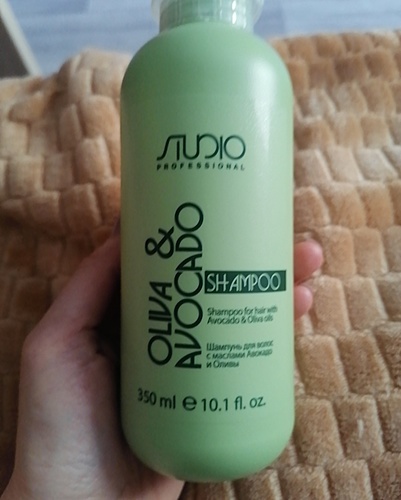 STUDIO
PROFESSIONAL
OLIVA &
AVOCADO
SHAMPOO
Shampoo for hair with
Avocado & Oliva oils
Шампунь для волос
с маслами Авокадо
и Оливы
350 ml e 10.1 fl. oz.